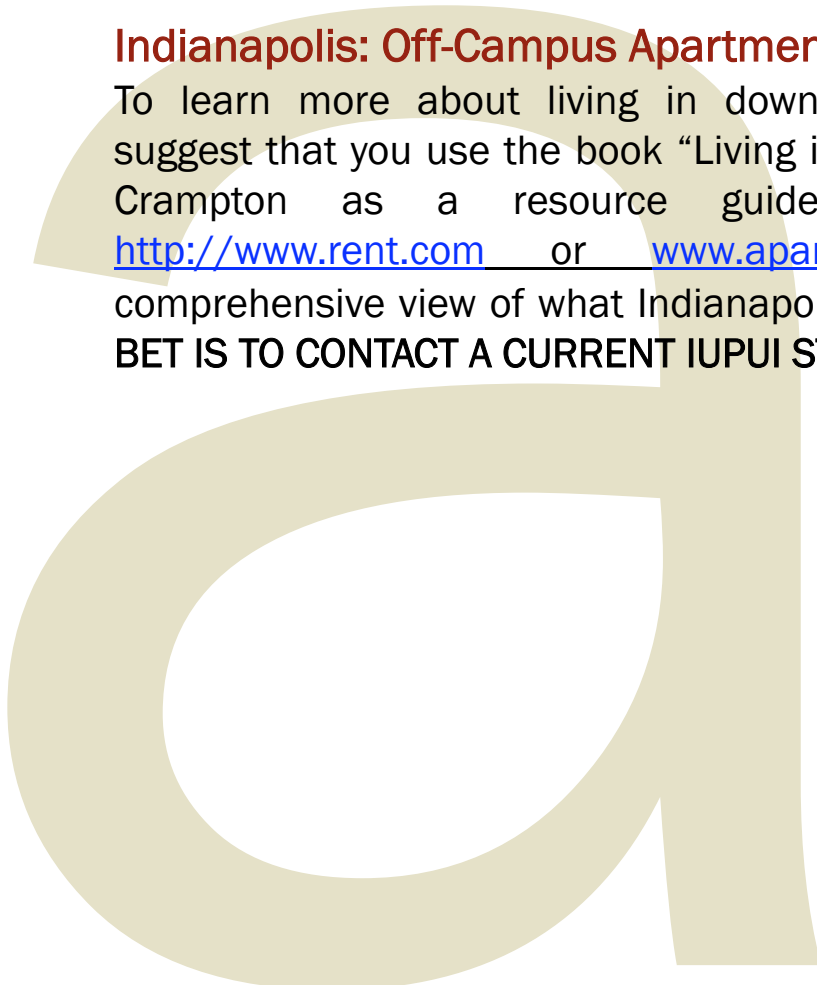 Indianapolis: Off-Campus Apartmen
To learn more about living in down
suggest that you use the book “Living i
Crampton as a resource guide
http://www.rent.com or www.apar
comprehensive view of what Indianapo
BET IS TO CONTACT A CURRENT IUPUI ST
a